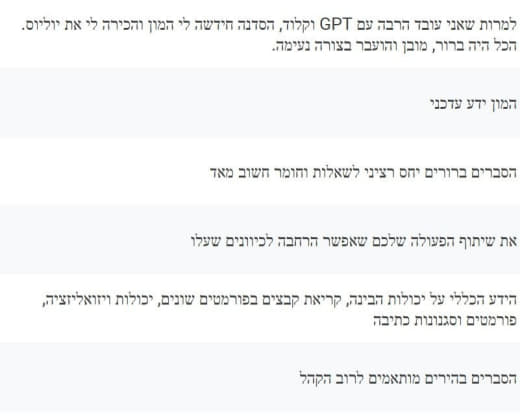 למרות שאני עובד הרבה עם GPT וקלוד, הסדנה חידשה לי המון והכירה לי את יוליוס.
הכל היה ברור, מובן והועבר בצורה נעימה.
המון ידע עדכני
הסברים ברורים יחס רציני לשאלות וחומר חשוב מאד
את שיתוף הפעולה שלכם שאפשר הרחבה לכיוונים שעלו
הידע הכללי על יכולות הבינה, קריאת קבצים בפורמטים שונים, יכולות ויזואליזציה,
פורמטים וסגנונות כתיבה
הסברים בהירים מותאמים לרוב הקהל